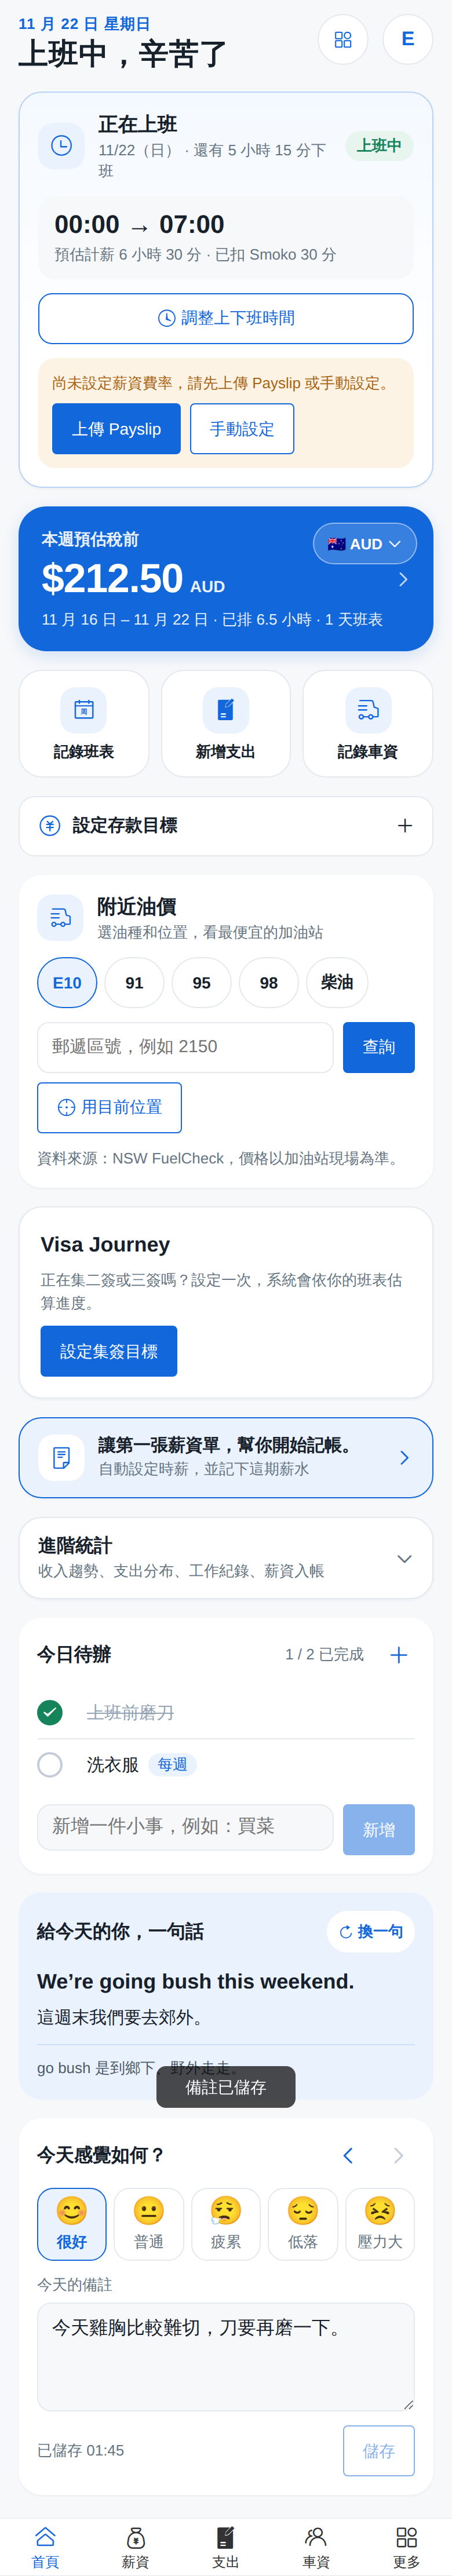 11 月 22 日 星期日
上班中，辛苦了
E
正在上班
11/22（日） · 還有 5 小時 15 分下
班
上班中
00:00 → 07:00
預估計薪 6 小時 30 分 · 已扣 Smoko 30 分
調整上下班時間
尚未設定薪資費率，請先上傳 Payslip 或手動設定。
上傳 Payslip
手動設定
本週預估稅前
🇦🇺 AUD
$212.50 AUD
11 月 16 日 – 11 月 22 日 · 已排 6.5 小時 · 1 天班表
記錄班表
新增支出
記錄車資
設定存款目標
附近油價
選油種和位置，看最便宜的加油站
E10
91
95
98
柴油
郵遞區號，例如 2150
查詢
用目前位置
資料來源：NSW FuelCheck，價格以加油站現場為準。
Visa Journey
正在集二簽或三簽嗎？設定一次，系統會依你的班表估
算進度。
設定集簽目標
讓第一張薪資單，幫你開始記帳。
自動設定時薪，並記下這期薪水
進階統計
收入趨勢、支出分布、工作紀錄、薪資入帳
今日待辦
1 / 2 已完成
上班前磨刀
洗衣服 每週
新增一件小事，例如：買菜
新增
給今天的你，一句話
換一句
We’re going bush this weekend.
這週末我們要去郊外。
go bush 是到鄉下、野外走走。
備註已儲存
今天感覺如何？
😊
很好
😐
普通
😮‍💨
疲累
😔
低落
😣
壓力大
今天的備註
今天雞胸比較難切，刀要再磨一下。
已儲存 01:45
儲存
首頁
薪資
支出
車資
更多